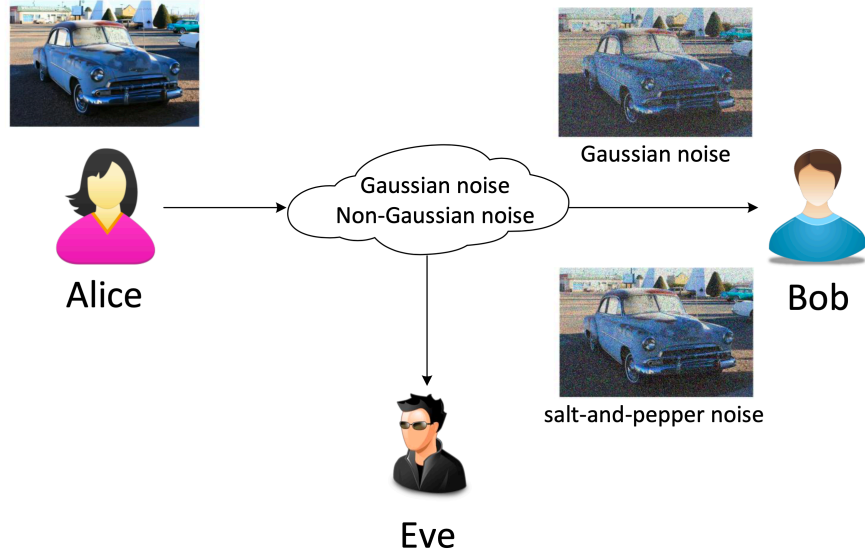 Gaussian noise
Gaussian noise
Non-Gaussian noise
Alice
Bob
salt-and-pepper noise
Eve